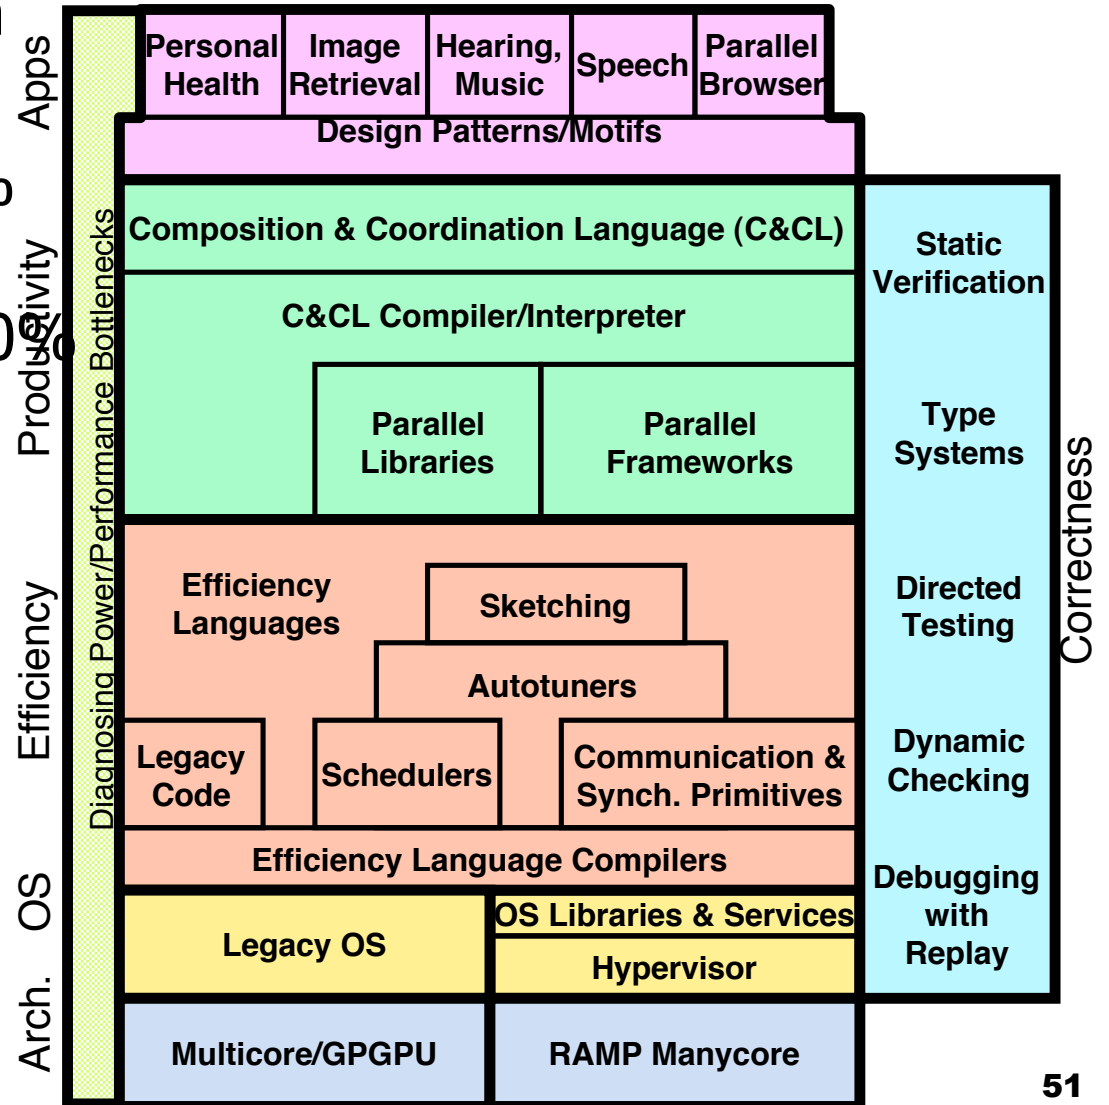 Apps
Personal
Health
Image
Retrieval
Hearing,
Music
Speech
Parallel
Browser
Design Patterns/Motifs
Productivity
0%
Diagnosing Power/Performance Bottlenecks
Composition & Coordination Language (C&CL)
C&CL Compiler/Interpreter
Parallel
Libraries
Parallel
Frameworks
Static
Verification
Type
Systems
Directed
Testing
Dynamic
Checking
Debugging
with
Replay
Correctness
Efficiency
Efficiency
Languages
Sketching
Autotuners
Legacy
Code
Schedulers
Communication &
Synch. Primitives
Efficiency Language Compilers
OS
Legacy OS
OS Libraries & Services
Hypervisor
Arch.
Multicore/GPGPU
RAMP Manycore
51